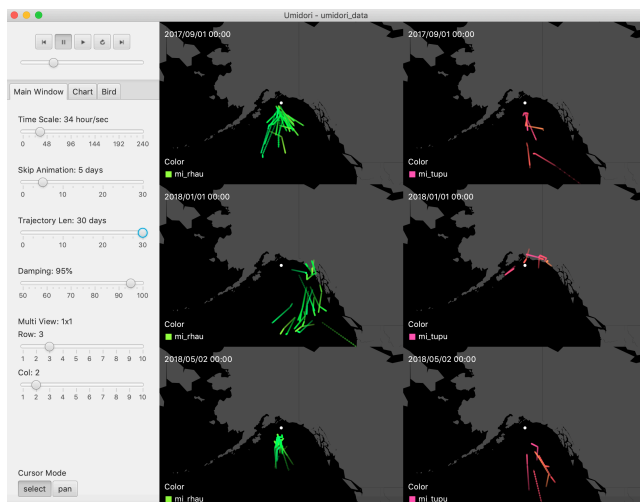 Umidori - umidori_data
Main Window Chart Bird
Time Scale: 34 hour/sec
0 48 96 144 192 240
Skip Animation: 5 days
0 10 20 30
Trajectory Len: 30 days
0 10 20 30
Damping: 95%
50 60 70 80 90 100
Multi View: 1x1
Row: 3
1 2 3 4 5 6 7 8 9 10
Col: 2
1 2 3 4 5 6 7 8 9 10
Cursor Mode
select pan
2017/09/01 00:00
Color
mi_rhau
2017/09/01 00:00
Color
mi_tupu
2018/01/01 00:00
Color
mi_rhau
2018/01/01 00:00
Color
mi_tupu
2018/05/02 00:00
Color
mi_rhau
2018/05/02 00:00
Color
mi_tupu